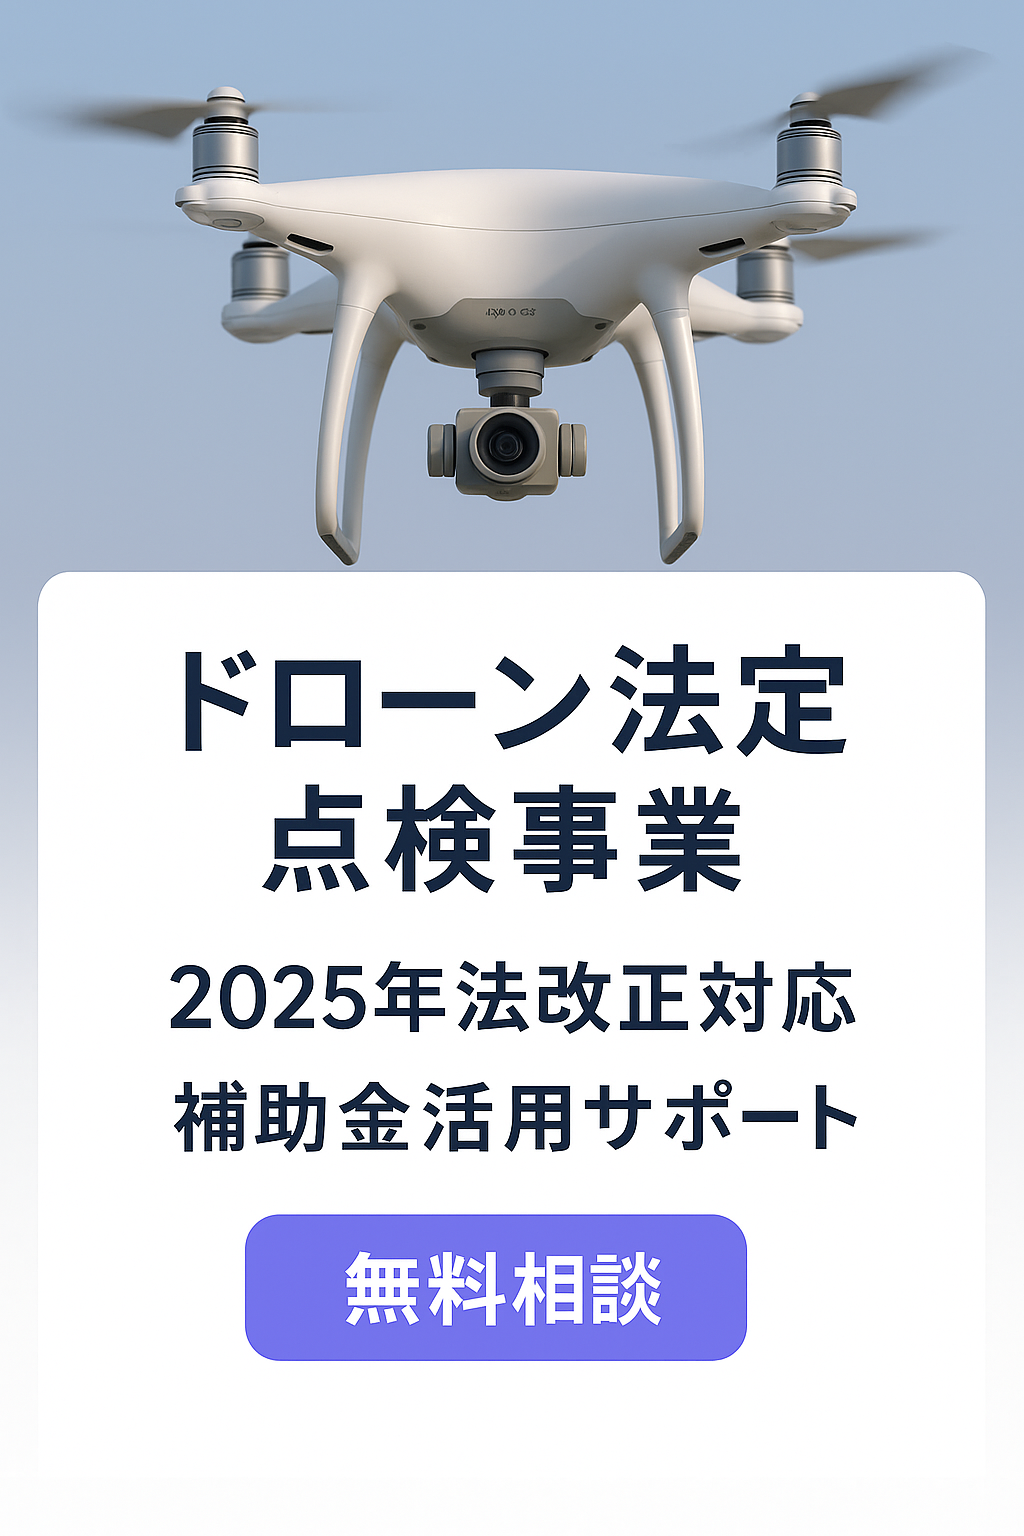 ドローン法定
点検事業
2025年法改正対応
補助金活用サポート
無料相談